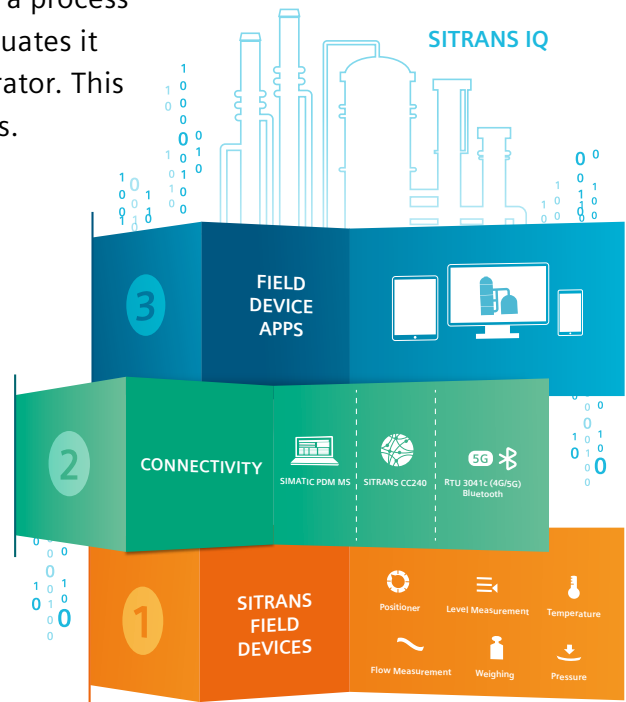 a process
uates it
rator. This
s.
SITRANS IQ
3
FIELD
DEVICE
APPS
2
CONNECTIVITY
SIMATIC PDM MS
SITRANS CC240
5G
RTU 3041c (4G/5G)
Bluetooth
1
SITRANS
FIELD
DEVICES
Positioner
Level Measurement
Temperature
Flow Measurement
Weighing
Pressure